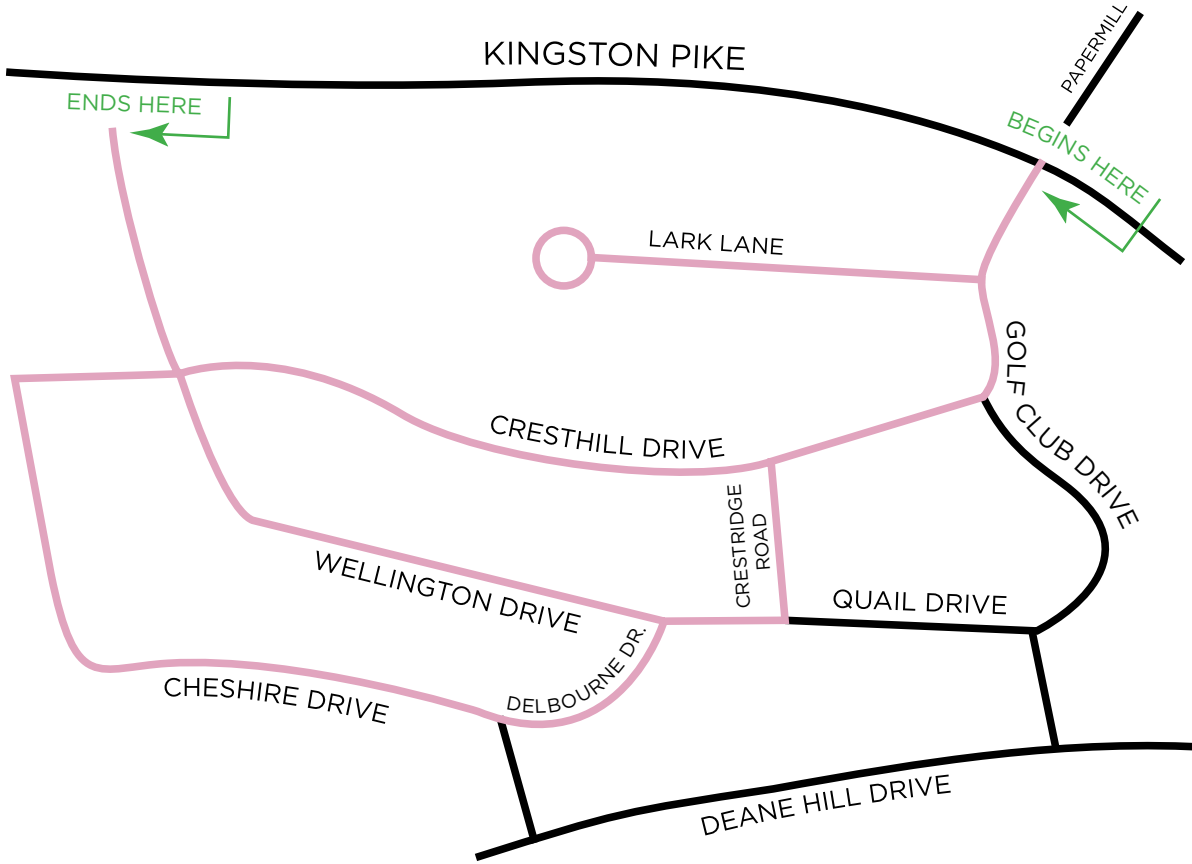 KINGSTON PIKE
PAPERMILL
ENDS HERE
BEGINS HERE
LARK LANE
GOLF CLUB DRIVE
CRESTHILL DRIVE
CRESTRIDGE
ROAD
WELLINGTON DRIVE
QUAIL DRIVE
DELBOURNE DR.
CHESHIRE DRIVE
DEANE HILL DRIVE